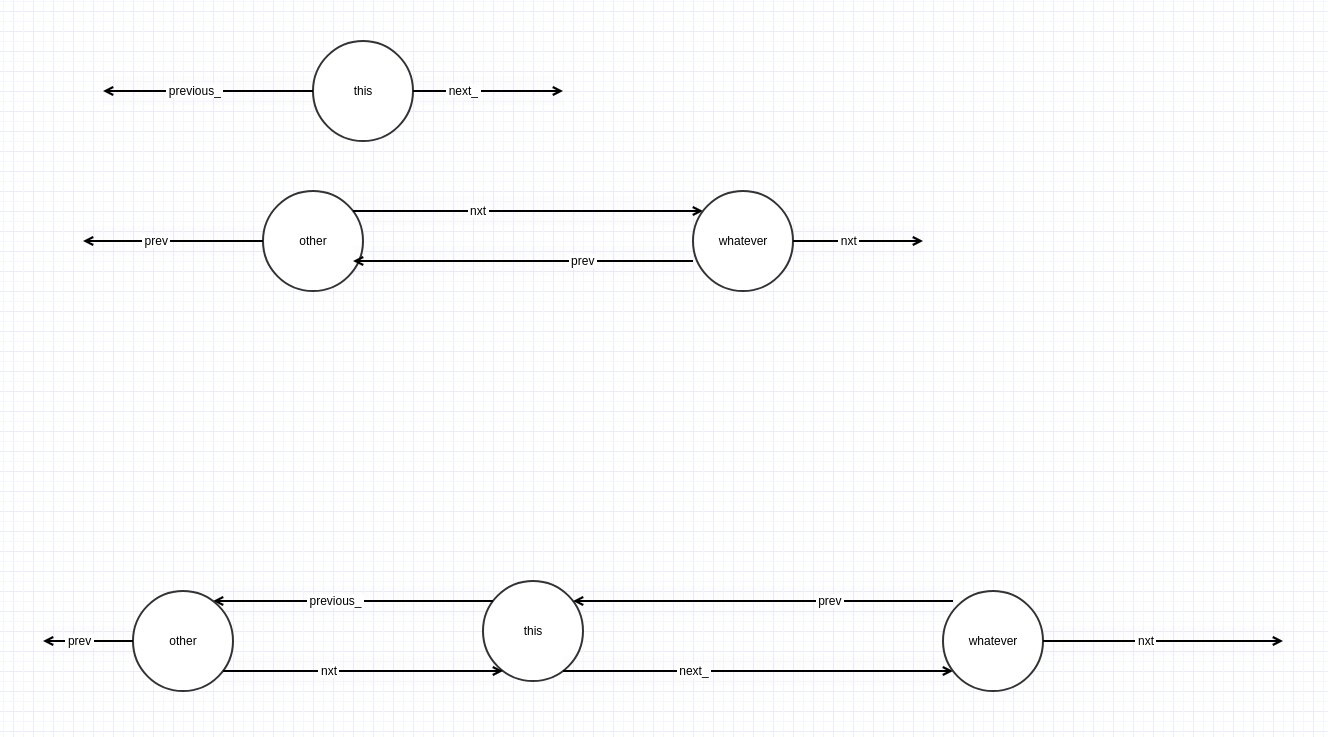 previous_ this next_
nxt
prev other whatever nxt
prev
previous_ prev
this
prev other whatever nxt
nxt next_